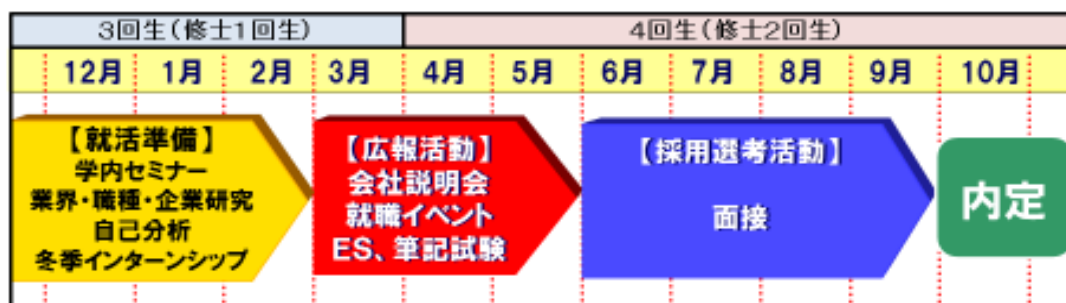 3回生(修士1回生) 4回生(修士2回生)
12月 1月 2月 3月 4月 5月 6月 7月 8月 9月 10月
【就活準備】
学内セミナー
業界・職種・企業研究
自己分析
冬季インターンシップ
【広報活動】
会社説明会
就職イベント
ES、筆記試験
【採用選考活動】
面接
内定